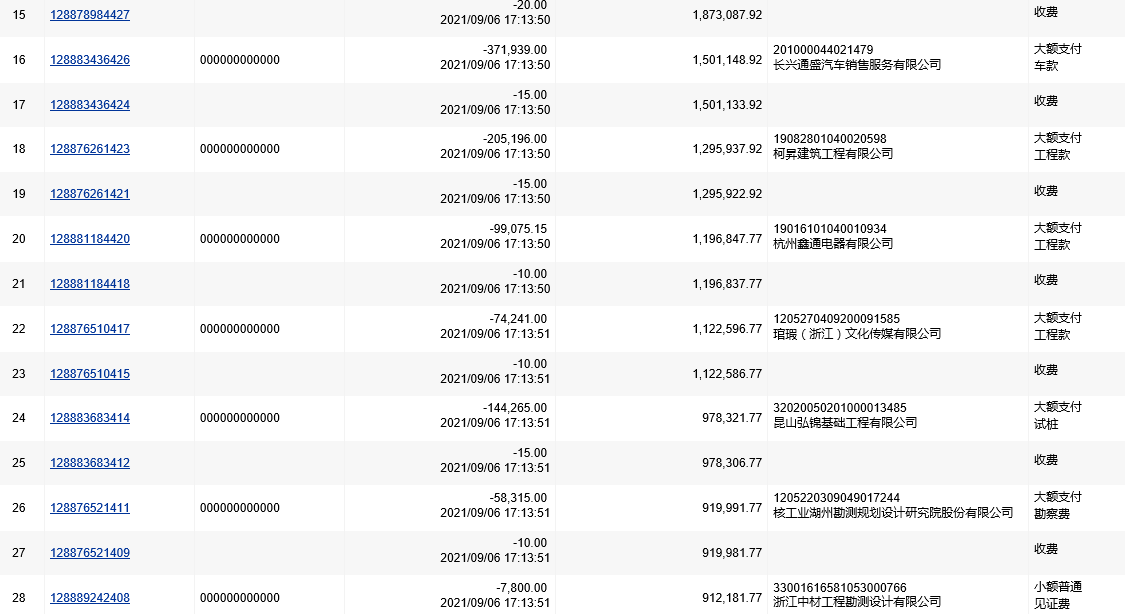 -20.00
15 128878984427 2021/09/06 17:13:50 1,873,087.92 收费
-371,939.00 201000044021479 大额支付
16 128883436426 000000000000 2021/09/06 17:13:50 1,501,148.92 长兴通盛汽车销售服务有限公司 车款
-15.00
17 128883436424 2021/09/06 17:13:50 1,501,133.92 收费
-205,196.00 19082801040020598 大额支付
18 128876261423 000000000000 2021/09/06 17:13:50 1,295,937.92 柯昇建筑工程有限公司 工程款
-15.00
19 128876261421 2021/09/06 17:13:50 1,295,922.92 收费
-99,075.15 19016101040010934 大额支付
20 128881184420 000000000000 2021/09/06 17:13:50 1,196,847.77 杭州鑫通电器有限公司 工程款
-10.00
21 128881184418 2021/09/06 17:13:50 1,196,837.77 收费
-74,241.00 1205270409200091585 大额支付
22 128876510417 000000000000 2021/09/06 17:13:51 1,122,596.77 琯瑕（浙江）文化传媒有限公司 工程款
-10.00
23 128876510415 2021/09/06 17:13:51 1,122,586.77 收费
-144,265.00 32020050201000013485 大额支付
24 128883683414 000000000000 2021/09/06 17:13:51 978,321.77 昆山弘锦基础工程有限公司 试桩
-15.00
25 128883683412 2021/09/06 17:13:51 978,306.77 收费
-58,315.00 1205220309049017244 大额支付
26 128876521411 000000000000 2021/09/06 17:13:51 919,991.77 核工业湖州勘测规划设计研究院股份有限公司 勘察费
-10.00
27 128876521409 2021/09/06 17:13:51 919,981.77 收费
-7,800.00 33001616581053000766 小额普通
28 128889242408 000000000000 2021/09/06 17:13:51 912,181.77 浙江中材工程勘测设计有限公司 见证费